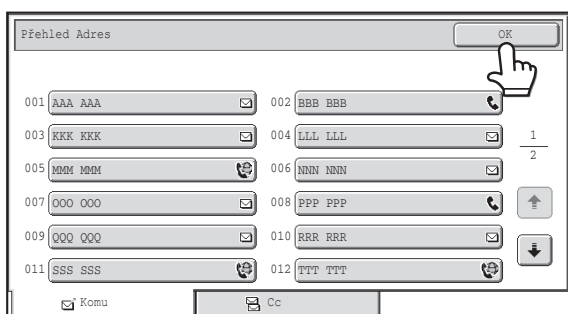 Přehled Adres OK
001 AAA AAA 002 BBB BBB
003 KKK KKK 004 LLL LLL 1
005 MMM MMM 006 NNN NNN 2
007 OOO OOO 008 PPP PPP
009 QQQ QQQ 010 RRR RRR
011 SSS SSS 012 TTT TTT
Komu Cc